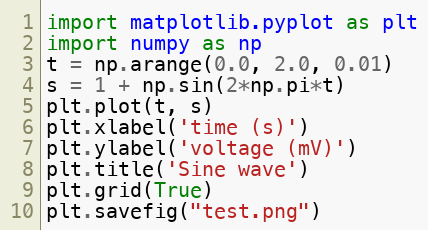 1 import matplotlib.pyplot as plt
2 import numpy as np
3 t = np.arange(0.0, 2.0, 0.01)
4 s = 1 + np.sin(2*np.pi*t)
5 plt.plot(t, s)
6 plt.xlabel('time (s)')
7 plt.ylabel('voltage (mV)')
8 plt.title('Sine wave')
9 plt.grid(True)
10 plt.savefig("test.png")